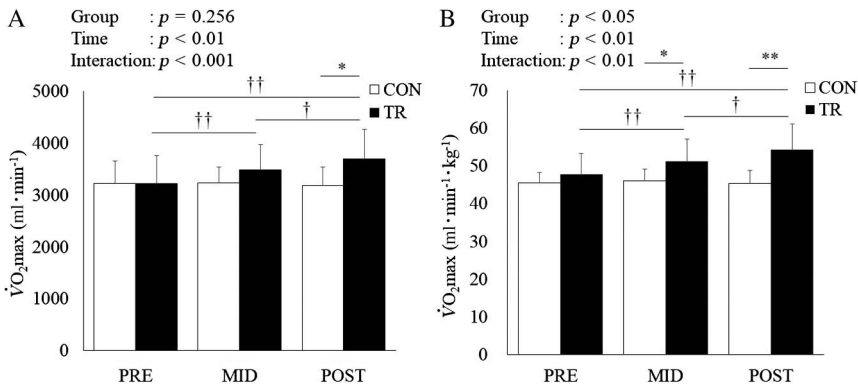 A
Group : p = 0.256
Time : p < 0.01
Interaction: p < 0.001
*
CON
TR
††
††
†
5000
4000
3000
2000
1000
0
V̇O₂max (ml・min⁻¹)
PRE MID POST
B
Group : p < 0.05
Time : p < 0.01
Interaction: p < 0.01
*
**
CON
TR
††
††
†
70
60
50
40
30
20
10
0
V̇O₂max (ml・min⁻¹・kg⁻¹)
PRE MID POST